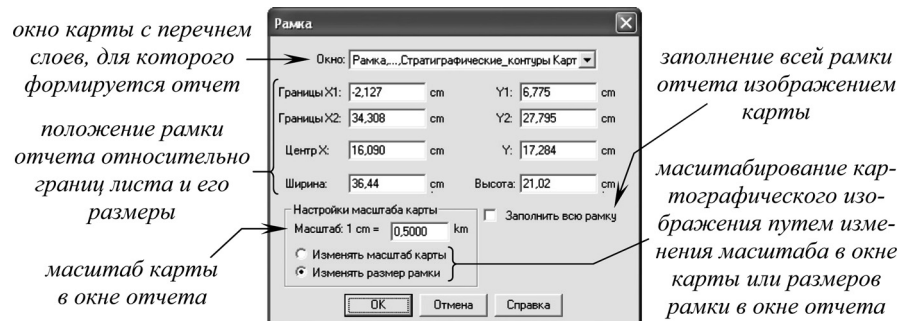 окно карты с перечнем
слоев, для которого
формируется отчет
положение рамки
отчета относительно
границ листа и его
размеры
масштаб карты
в окне отчета
Рамка
Окно: Рамка,...,Стратиграфические_контуры Карт
Границы X1: -2,127 cm Y1: 6,775 cm
Границы X2: 34,308 cm Y2: 27,795 cm
Центр X: 16,090 cm Y: 17,284 cm
Ширина: 36,44 cm Высота: 21,02 cm
Настройки масштаба карты
Масштаб: 1 cm = 0,5000 km
Заполнить всю рамку
Изменять масштаб карты
Изменять размер рамки
OK Отмена Справка
заполнение всей рамки
отчета изображением
карты
масштабирование кар-
тографического изо-
бражения путем изме-
нения масштаба в окне
карты или размеров
рамки в окне отчета